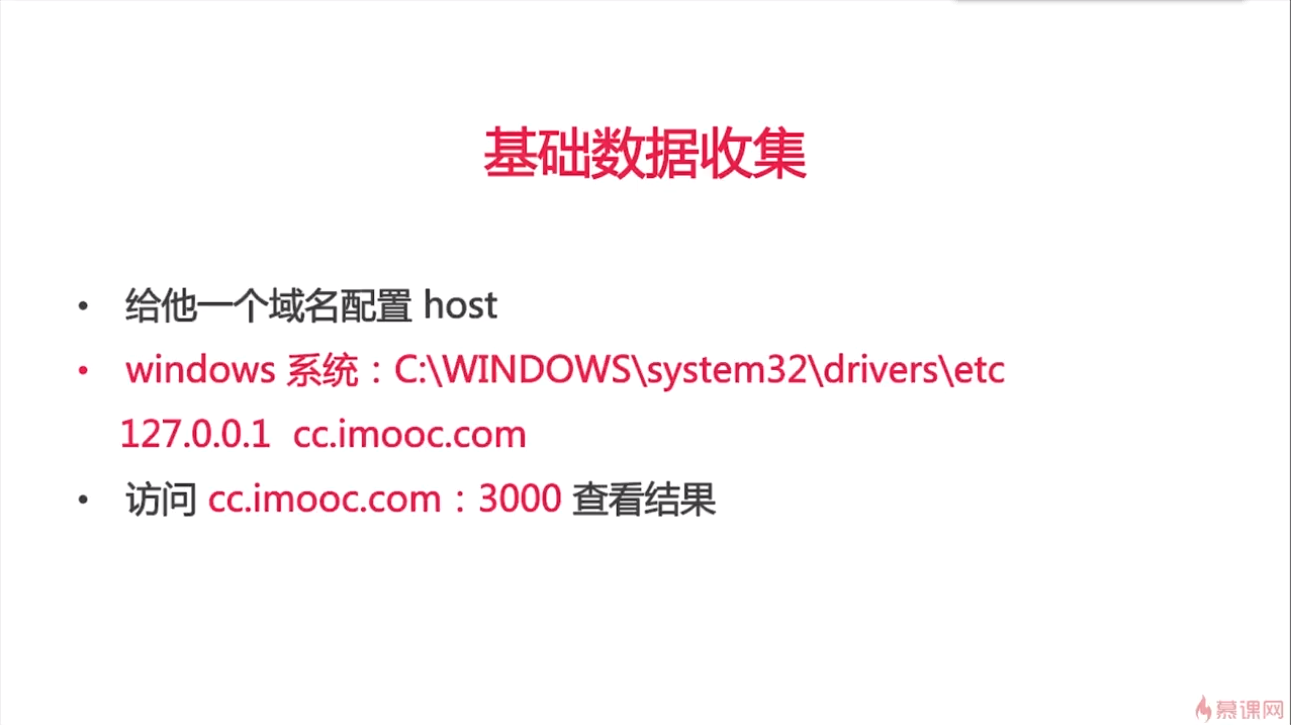 基础数据收集
• 给他一个域名配置 host
• windows 系统：C:\WINDOWS\system32\drivers\etc
127.0.0.1 cc.imooc.com
• 访问 cc.imooc.com：3000 查看结果
慕课网